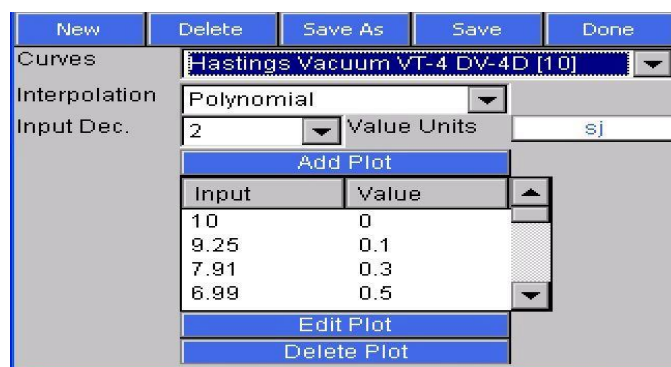 New Delete Save As Save Done
Curves Hastings Vacuum VT-4 DV-4D [10]
Interpolation Polynomial
Input Dec. 2 Value Units sj
Add Plot
Input Value
10 0
9.25 0.1
7.91 0.3
6.99 0.5
Edit Plot
Delete Plot